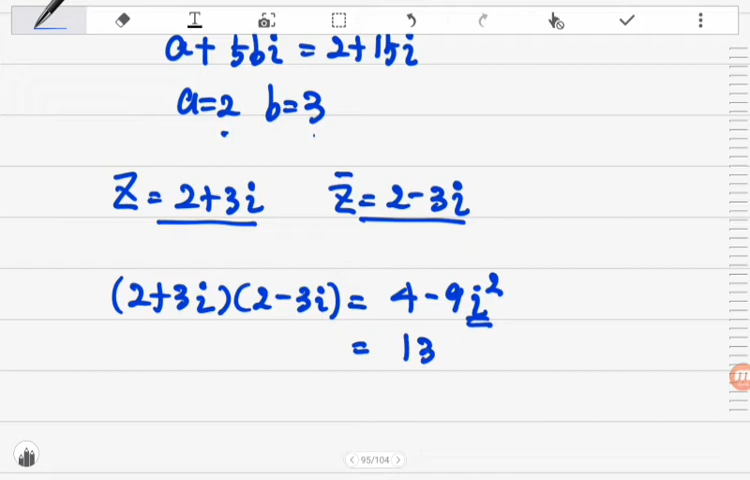 a + 5bi = 2 + 15i
a = 2 b = 3
Z = 2 + 3i z̄ = 2 - 3i
(2 + 3i)(2 - 3i) = 4 - 9i²
= 13
95/104